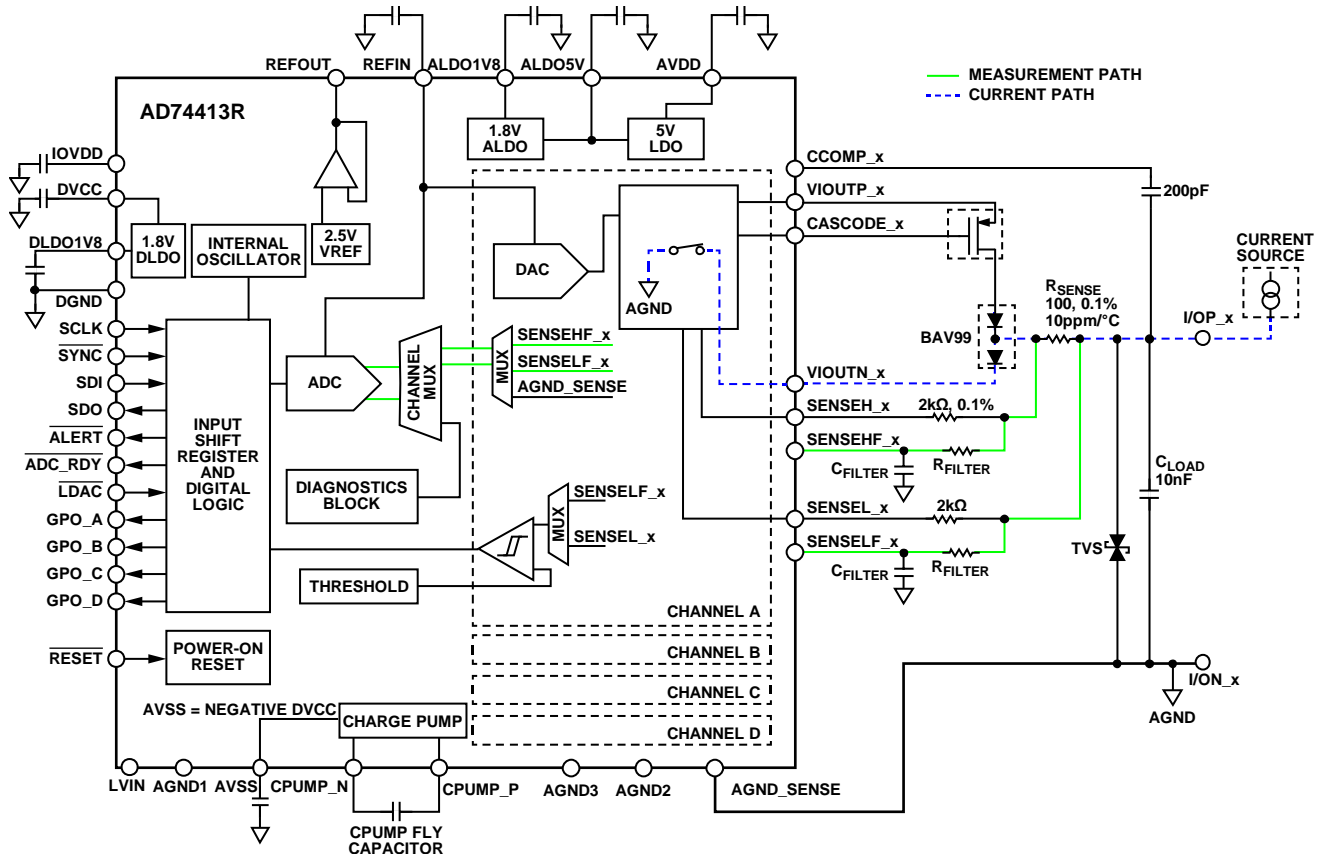 REFOUT
REFIN
ALDO1V8
ALDO5V
AVDD
MEASUREMENT PATH
CURRENT PATH
AD74413R
1.8V
ALDO
5V
LDO
IOVDD
DVCC
DLDO1V8
DGND
1.8V
DLDO
INTERNAL
OSCILLATOR
2.5V
VREF
CCOMP_x
VIOUTP_x
CASCODE_x
200pF
DAC
AGND
CURRENT
SOURCE
RSENSE
100, 0.1%
10ppm/°C
I/OP_x
BAV99
SCLK
SYNC
SDI
SDO
ALERT
ADC_RDY
LDAC
GPO_A
GPO_B
GPO_C
GPO_D
RESET
INPUT
SHIFT
REGISTER
AND
DIGITAL
LOGIC
ADC
CHANNEL
MUX
MUX
SENSEHF_x
SENSELF_x
AGND_SENSE
VIOUTN_x
SENSEH_x
2kΩ, 0.1%
SENSEHF_x
CFILTER
RFILTER
SENSEL_x
2kΩ
SENSELF_x
CFILTER
RFILTER
CLOAD
10nF
TVS
DIAGNOSTICS
BLOCK
MUX
SENSELF_x
SENSEL_x
THRESHOLD
CHANNEL A
CHANNEL B
CHANNEL C
CHANNEL D
POWER-ON
RESET
AVSS = NEGATIVE DVCC
CHARGE PUMP
I/ON_x
AGND
LVIN
AGND1
AVSS
CPUMP_N
CPUMP_P
AGND3
AGND2
AGND_SENSE
CPUMP FLY
CAPACITOR